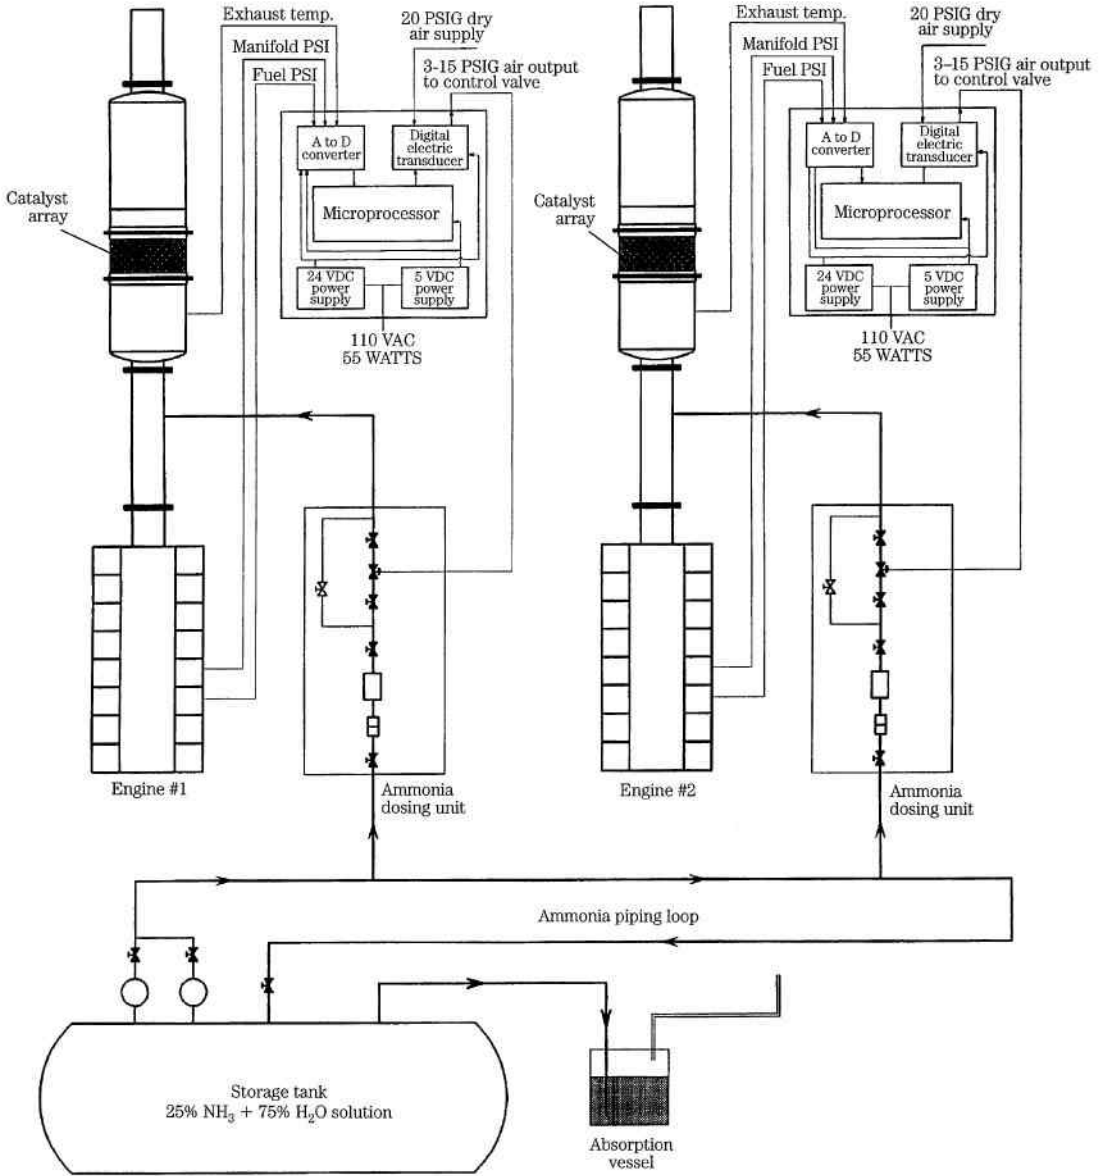 Exhaust temp.
Manifold PSI
Fuel PSI
20 PSIG dry
air supply
3-15 PSIG air output
to control valve
A to D
converter
Digital
electric
transducer
Microprocessor
24 VDC
power
supply
5 VDC
power
supply
110 VAC
55 WATTS
Catalyst
array
Engine #1
Ammonia
dosing unit
Exhaust temp.
Manifold PSI
Fuel PSI
20 PSIG dry
air supply
3–15 PSIG air output
to control valve
A to D
converter
Digital
electric
transducer
Microprocessor
24 VDC
power
supply
5 VDC
power
supply
110 VAC
55 WATTS
Catalyst
array
Engine #2
Ammonia
dosing unit
Ammonia piping loop
Storage tank
25% NH₃ + 75% H₂O solution
Absorption
vessel